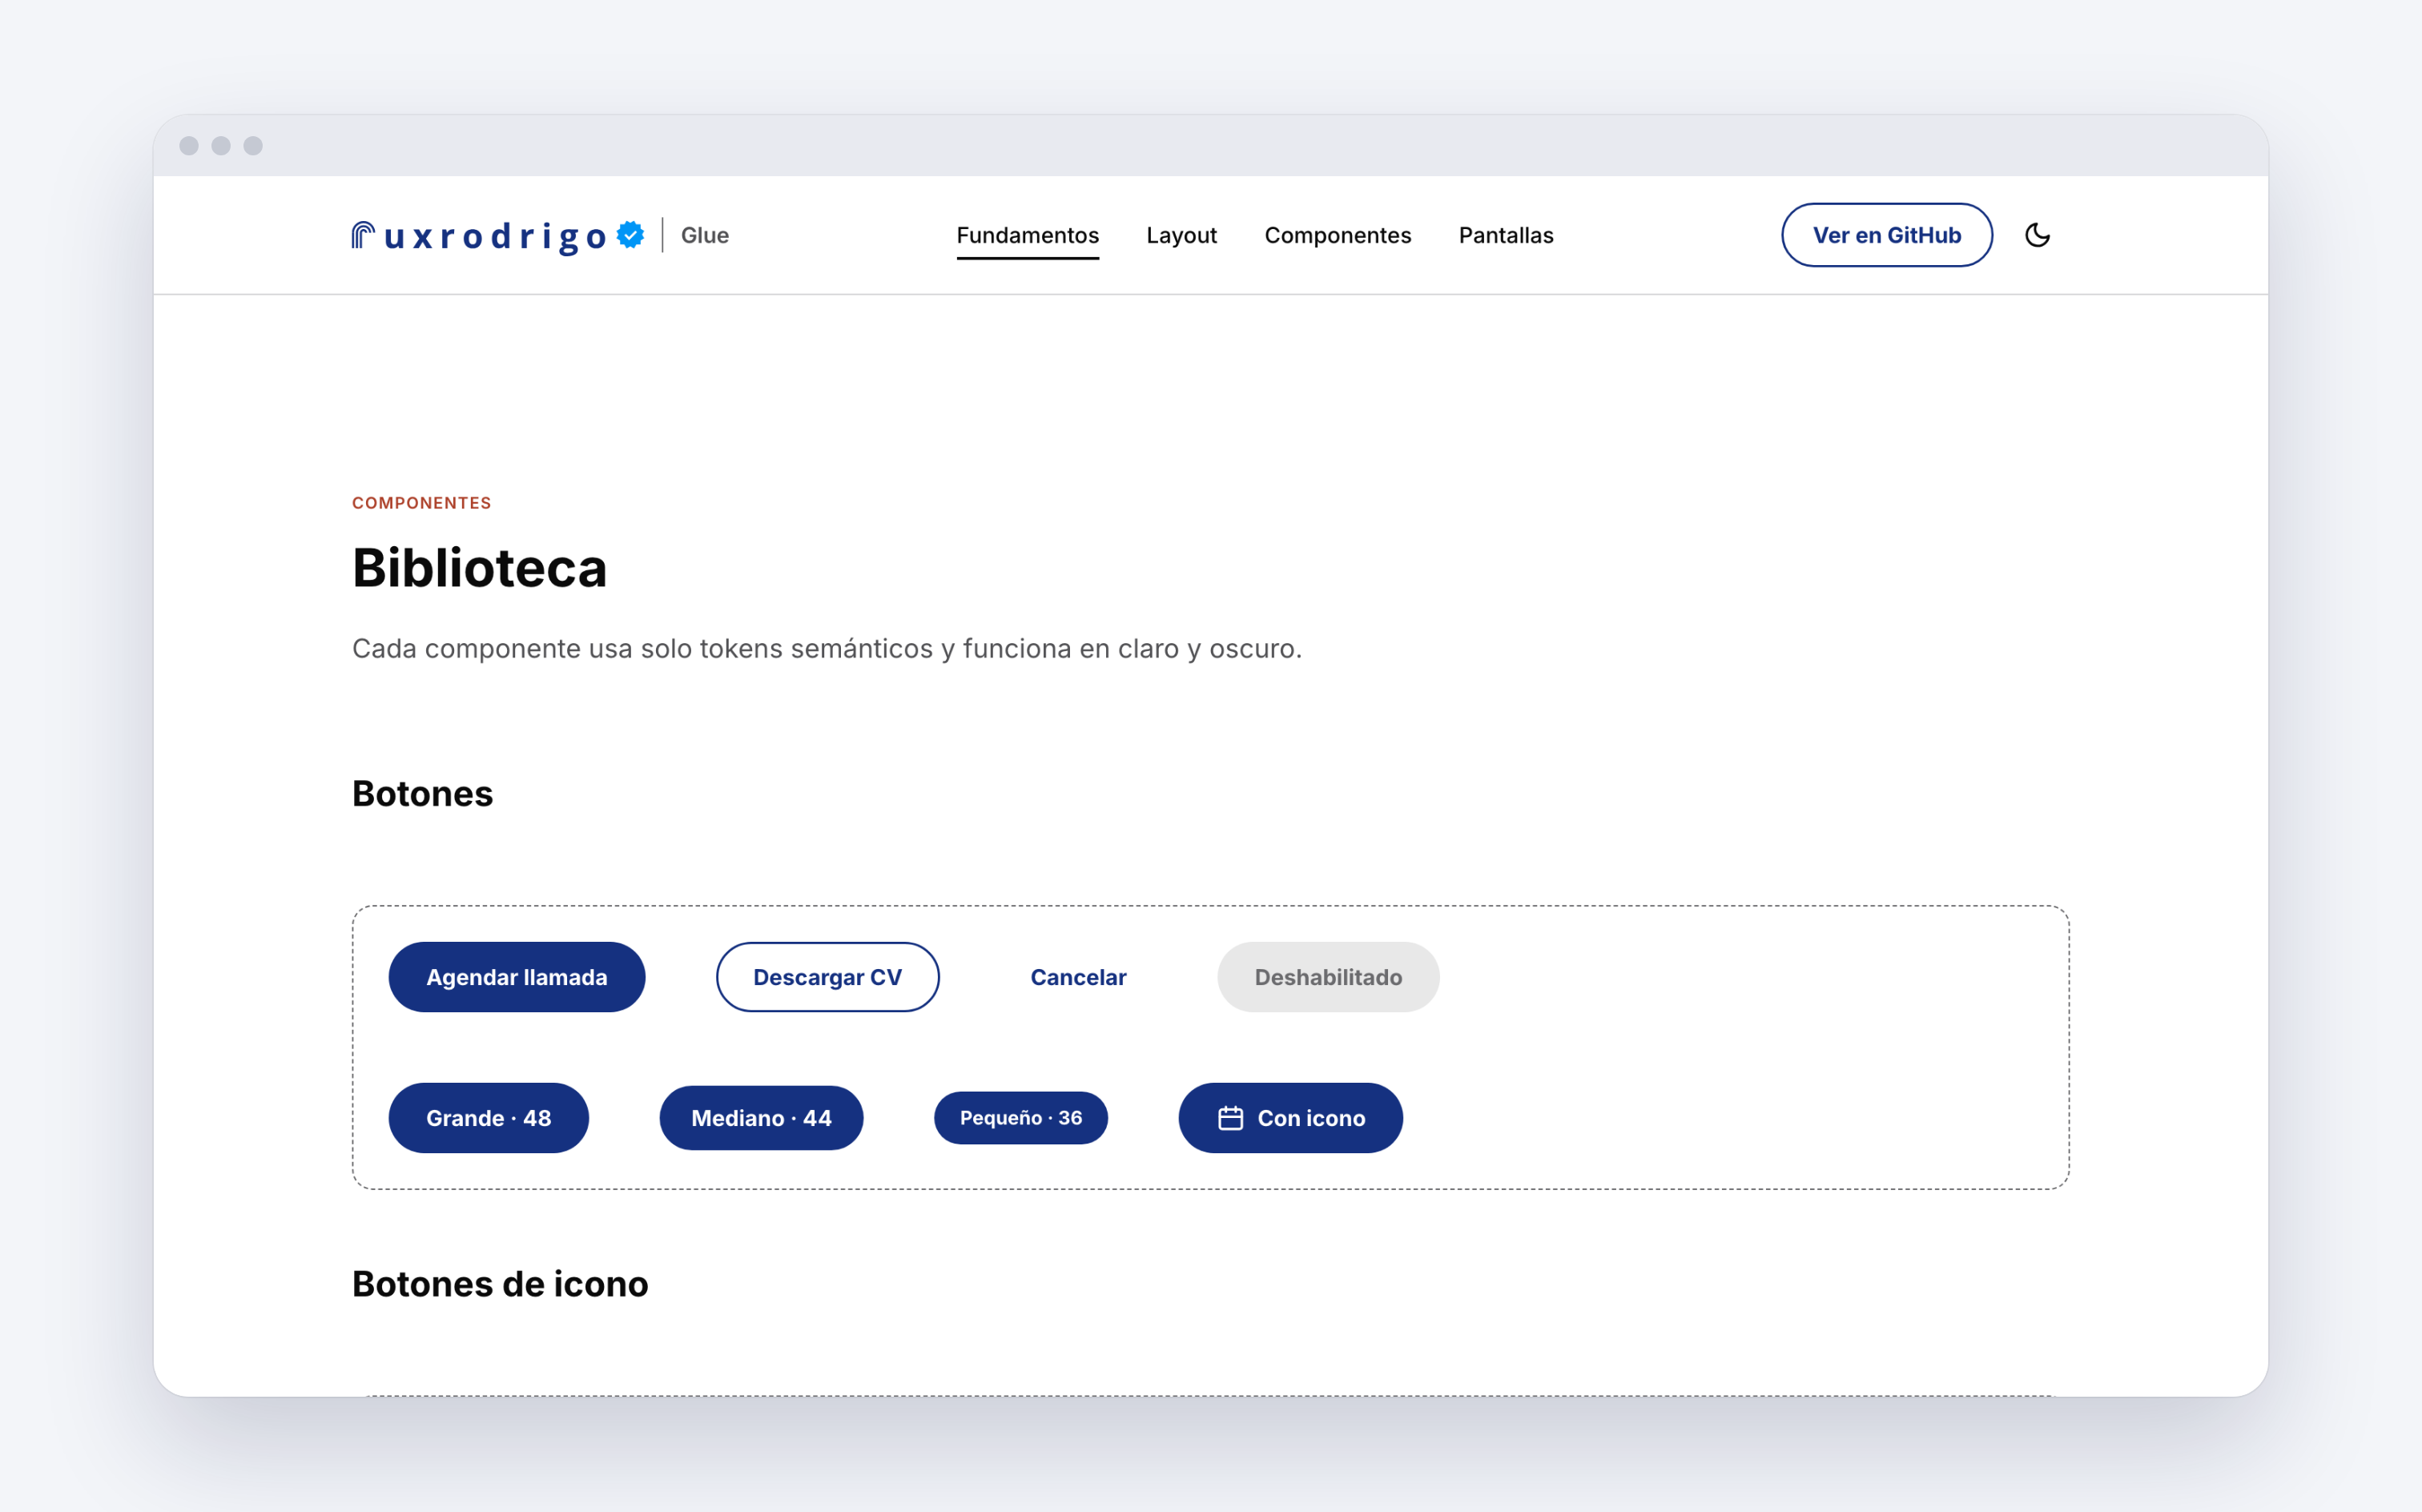 uxrodrigo Glue Fundamentos Layout Componentes Pantallas Ver en GitHub
COMPONENTES
Biblioteca
Cada componente usa solo tokens semánticos y funciona en claro y oscuro.
Botones
Agendar llamada Descargar CV Cancelar Deshabilitado
Grande · 48 Mediano · 44 Pequeño · 36 Con icono
Botones de icono